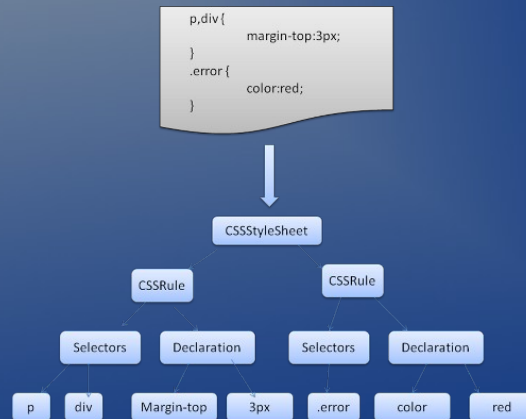 p,div {
margin-top:3px;
}
.error {
color:red;
}
CSSStyleSheet
CSSRule
CSSRule
Selectors
Declaration
Selectors
Declaration
p
div
Margin-top
3px
.error
color
red